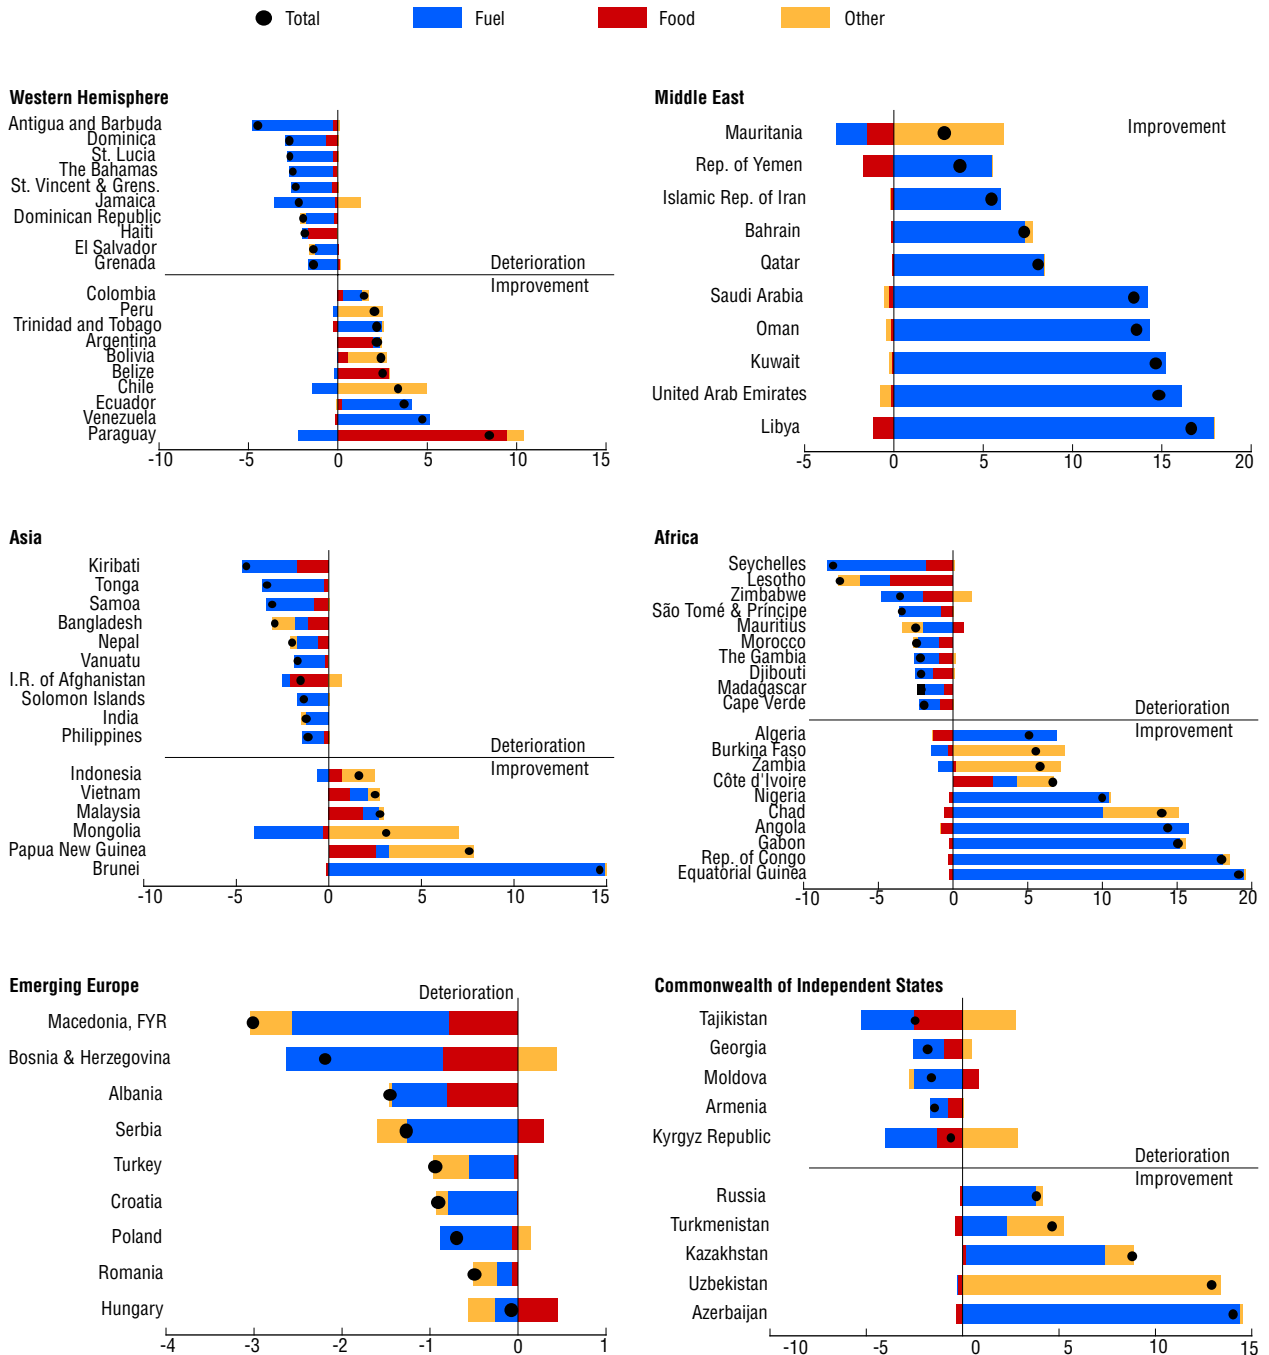 Total Fuel Food Other
Western Hemisphere
Antigua and Barbuda
Dominica
St. Lucia
The Bahamas
St. Vincent & Grens.
Jamaica
Dominican Republic
Haiti
El Salvador
Grenada
Deterioration
Improvement
Colombia
Peru
Trinidad and Tobago
Argentina
Bolivia
Belize
Chile
Ecuador
Venezuela
Paraguay
-10 -5 0 5 10 15
Middle East
Improvement
Mauritania
Rep. of Yemen
Islamic Rep. of Iran
Bahrain
Qatar
Saudi Arabia
Oman
Kuwait
United Arab Emirates
Libya
-5 0 5 10 15 20
Asia
Kiribati
Tonga
Samoa
Bangladesh
Nepal
Vanuatu
I.R. of Afghanistan
Solomon Islands
India
Philippines
Deterioration
Improvement
Indonesia
Vietnam
Malaysia
Mongolia
Papua New Guinea
Brunei
-10 -5 0 5 10 15
Africa
Seychelles
Lesotho
Zimbabwe
São Tomé & Príncipe
Mauritius
Morocco
The Gambia
Djibouti
Madagascar
Cape Verde
Deterioration
Improvement
Algeria
Burkina Faso
Zambia
Côte d'Ivoire
Nigeria
Chad
Angola
Gabon
Rep. of Congo
Equatorial Guinea
-10 -5 0 5 10 15 20
Emerging Europe
Deterioration
Macedonia, FYR
Bosnia & Herzegovina
Albania
Serbia
Turkey
Croatia
Poland
Romania
Hungary
-4 -3 -2 -1 0 1
Commonwealth of Independent States
Tajikistan
Georgia
Moldova
Armenia
Kyrgyz Republic
Deterioration
Improvement
Russia
Turkmenistan
Kazakhstan
Uzbekistan
Azerbaijan
-10 -5 0 5 10 15